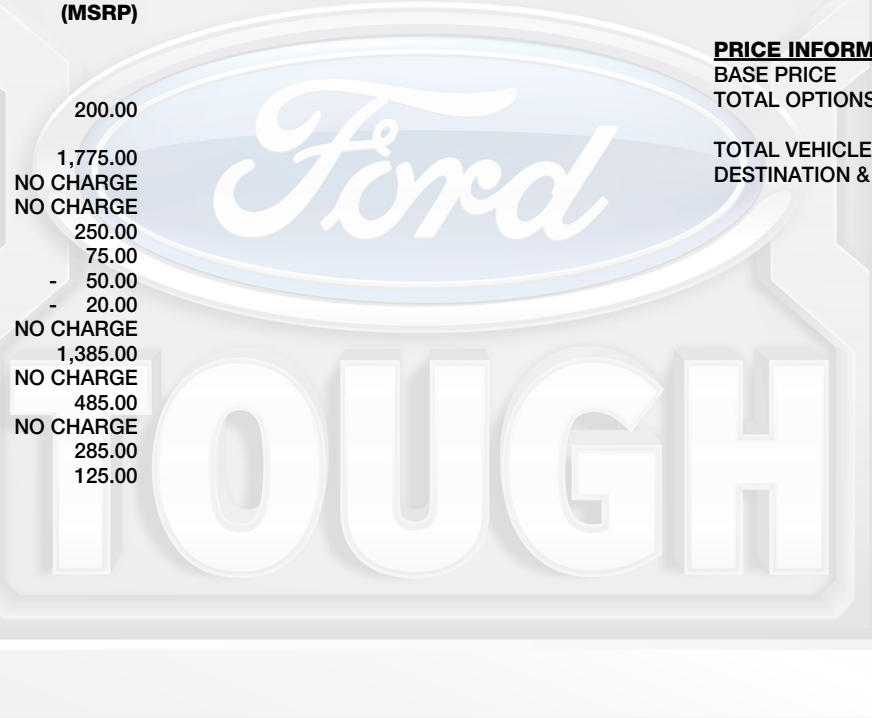 (MSRP)
200.00
1,775.00
NO CHARGE
NO CHARGE
250.00
75.00
- 50.00
- 20.00
NO CHARGE
1,385.00
NO CHARGE
485.00
NO CHARGE
285.00
125.00
PRICE INFORM
BASE PRICE
TOTAL OPTIONS
TOTAL VEHICLE
DESTINATION &
Ford
TOUGH